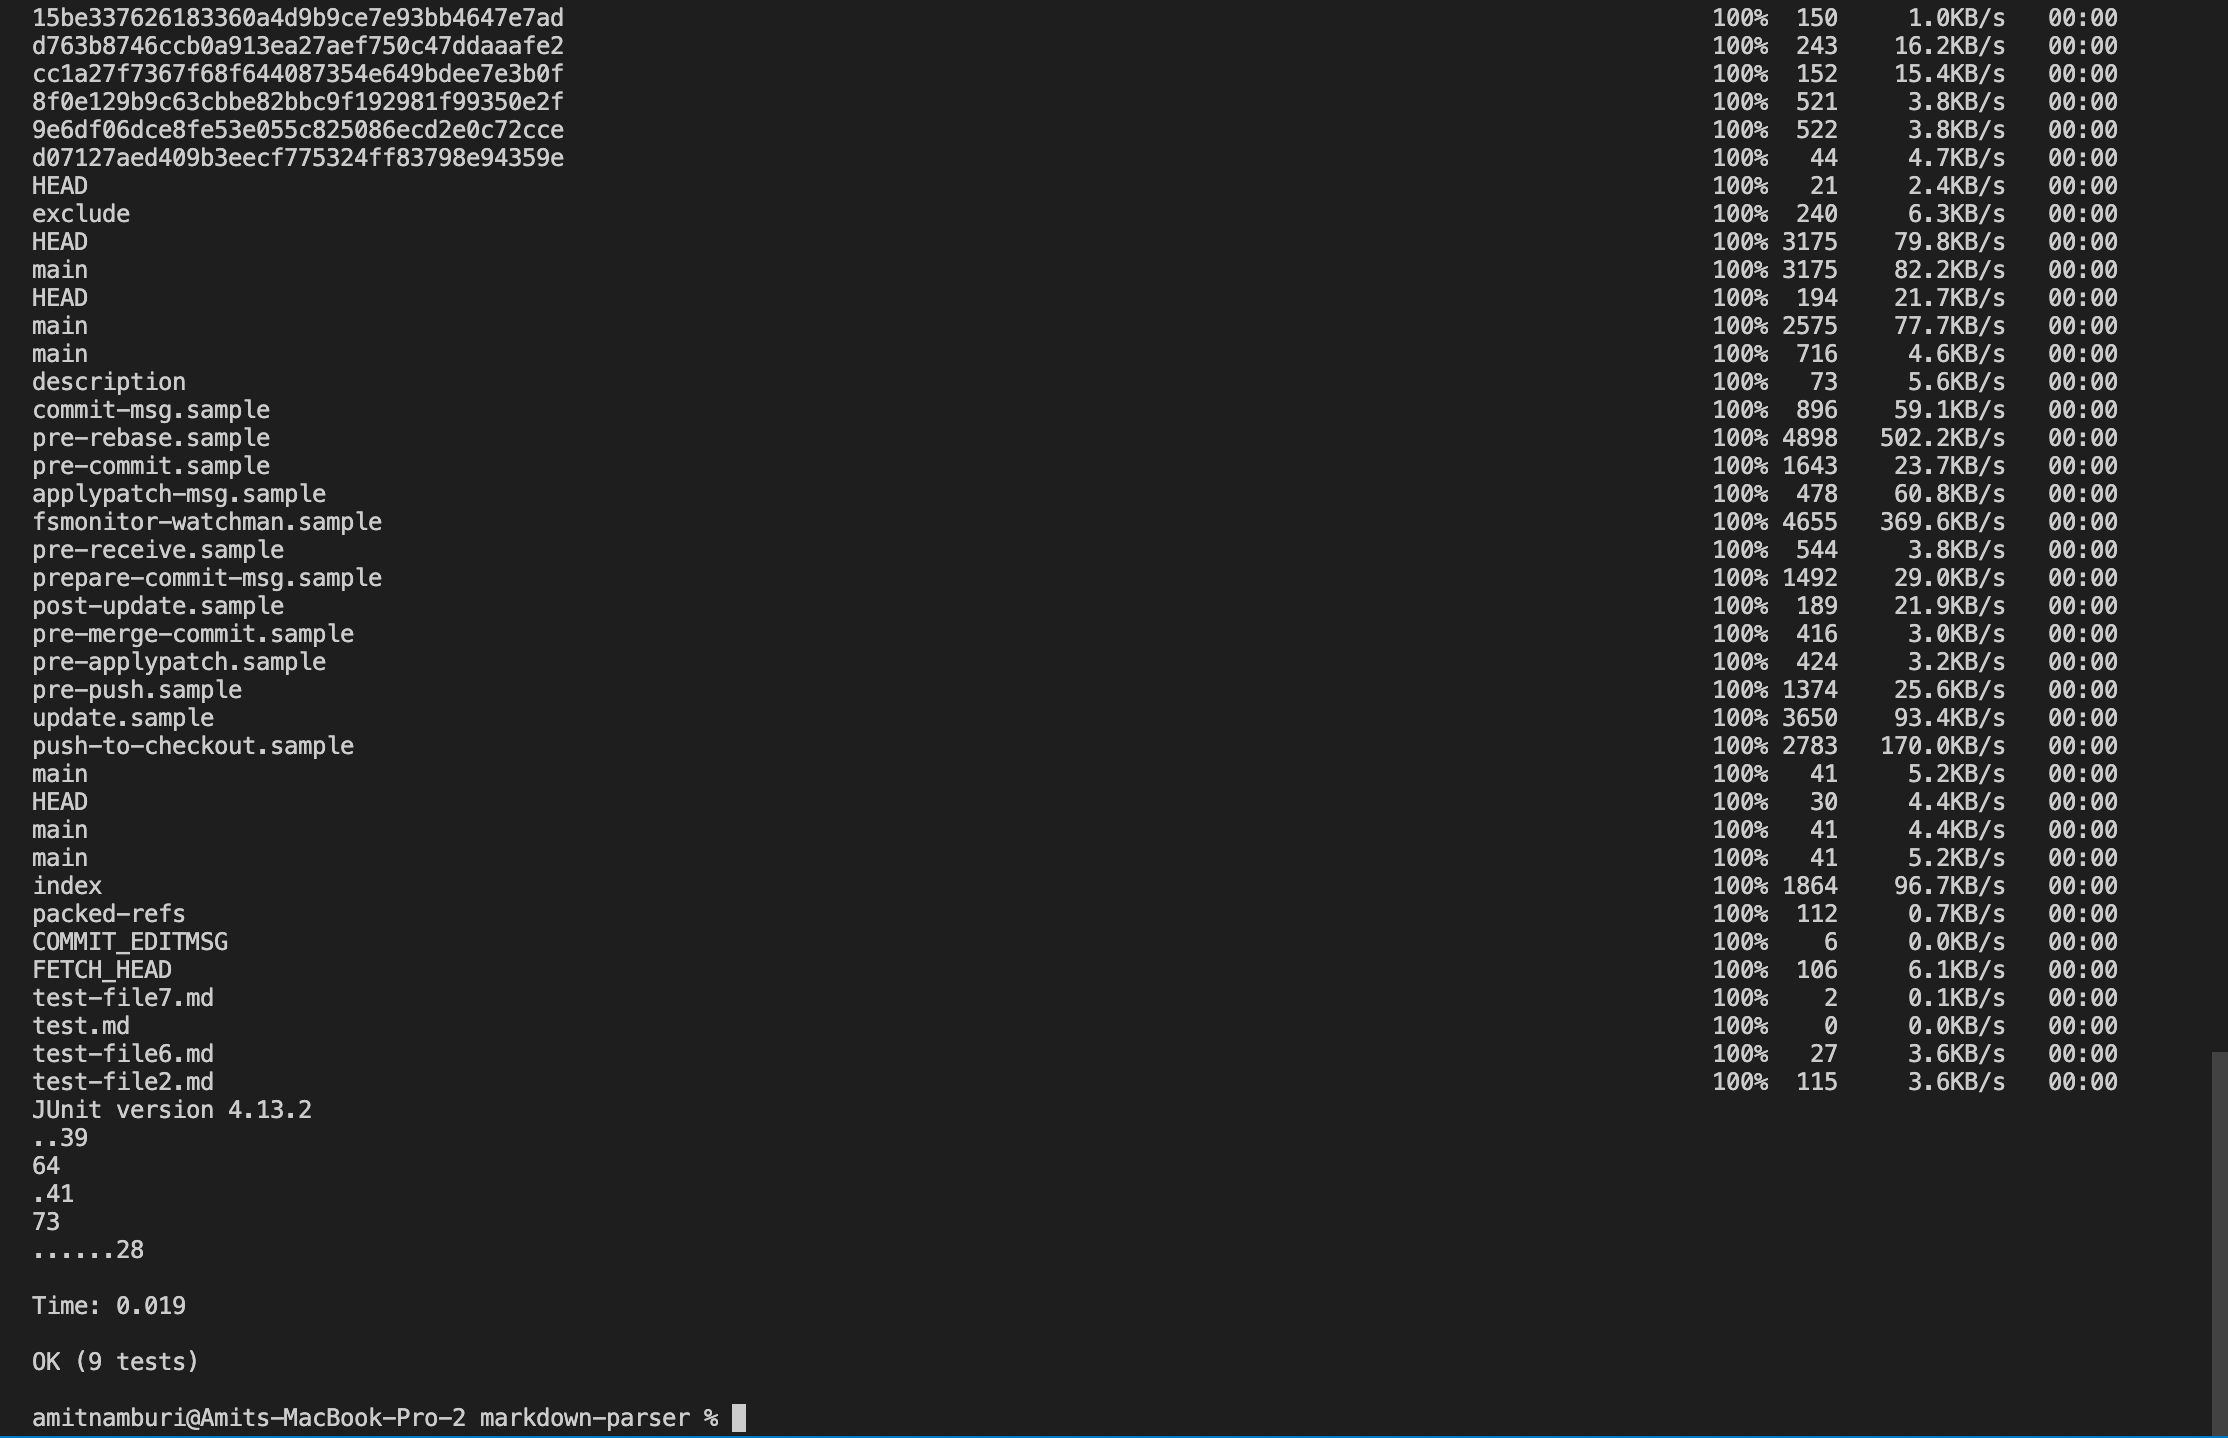 15be337626183360a4d9b9ce7e93bb4647e7ad 100% 150 1.0KB/s 00:00
d763b8746ccb0a913ea27aef750c47ddaaafe2 100% 243 16.2KB/s 00:00
cc1a27f7367f68f644087354e649bdee7e3b0f 100% 152 15.4KB/s 00:00
8f0e129b9c63cbbe82bbc9f192981f99350e2f 100% 521 3.8KB/s 00:00
9e6df06dce8fe53e055c825086ecd2e0c72cce 100% 522 3.8KB/s 00:00
d07127aed409b3eecf775324ff83798e94359e 100% 44 4.7KB/s 00:00
HEAD 100% 21 2.4KB/s 00:00
exclude 100% 240 6.3KB/s 00:00
HEAD 100% 3175 79.8KB/s 00:00
main 100% 3175 82.2KB/s 00:00
HEAD 100% 194 21.7KB/s 00:00
main 100% 2575 77.7KB/s 00:00
main 100% 716 4.6KB/s 00:00
description 100% 73 5.6KB/s 00:00
commit-msg.sample 100% 896 59.1KB/s 00:00
pre-rebase.sample 100% 4898 502.2KB/s 00:00
pre-commit.sample 100% 1643 23.7KB/s 00:00
applypatch-msg.sample 100% 478 60.8KB/s 00:00
fsmonitor-watchman.sample 100% 4655 369.6KB/s 00:00
pre-receive.sample 100% 544 3.8KB/s 00:00
prepare-commit-msg.sample 100% 1492 29.0KB/s 00:00
post-update.sample 100% 189 21.9KB/s 00:00
pre-merge-commit.sample 100% 416 3.0KB/s 00:00
pre-applypatch.sample 100% 424 3.2KB/s 00:00
pre-push.sample 100% 1374 25.6KB/s 00:00
update.sample 100% 3650 93.4KB/s 00:00
push-to-checkout.sample 100% 2783 170.0KB/s 00:00
main 100% 41 5.2KB/s 00:00
HEAD 100% 30 4.4KB/s 00:00
main 100% 41 4.4KB/s 00:00
main 100% 41 5.2KB/s 00:00
index 100% 1864 96.7KB/s 00:00
packed-refs 100% 112 0.7KB/s 00:00
COMMIT_EDITMSG 100% 6 0.0KB/s 00:00
FETCH_HEAD 100% 106 6.1KB/s 00:00
test-file7.md 100% 2 0.1KB/s 00:00
test.md 100% 0 0.0KB/s 00:00
test-file6.md 100% 27 3.6KB/s 00:00
test-file2.md 100% 115 3.6KB/s 00:00
JUnit version 4.13.2
..39
64
.41
73
......28
Time: 0.019
OK (9 tests)
amitnamburi@Amits-MacBook-Pro-2 markdown-parser %